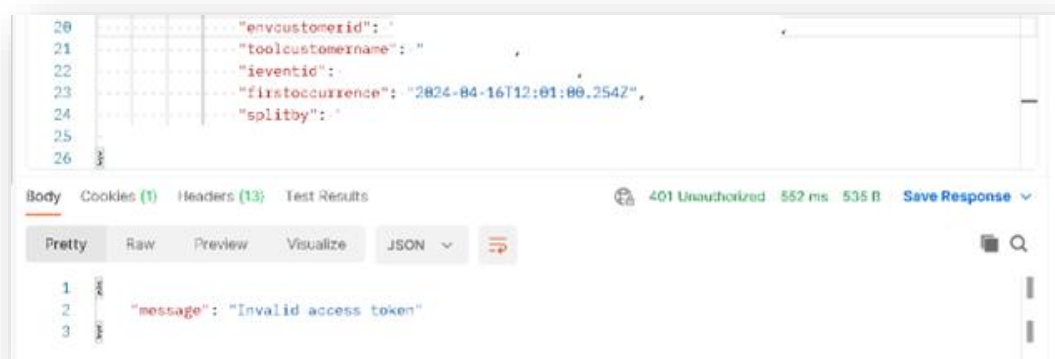 20 "envcustomerid": ' ,
21 "toolcustomername": " ,
22 "ieventid": ,
23 "firstoccurrence": "2024-04-16T12:01:00.254Z",
24 "splitby": '
25
26 }
Body Cookies (1) Headers (13) Test Results 401 Unauthorized 552 ms 535 B Save Response
Pretty Raw Preview Visualize JSON
1 {
2 "message": "Invalid access token"
3 }